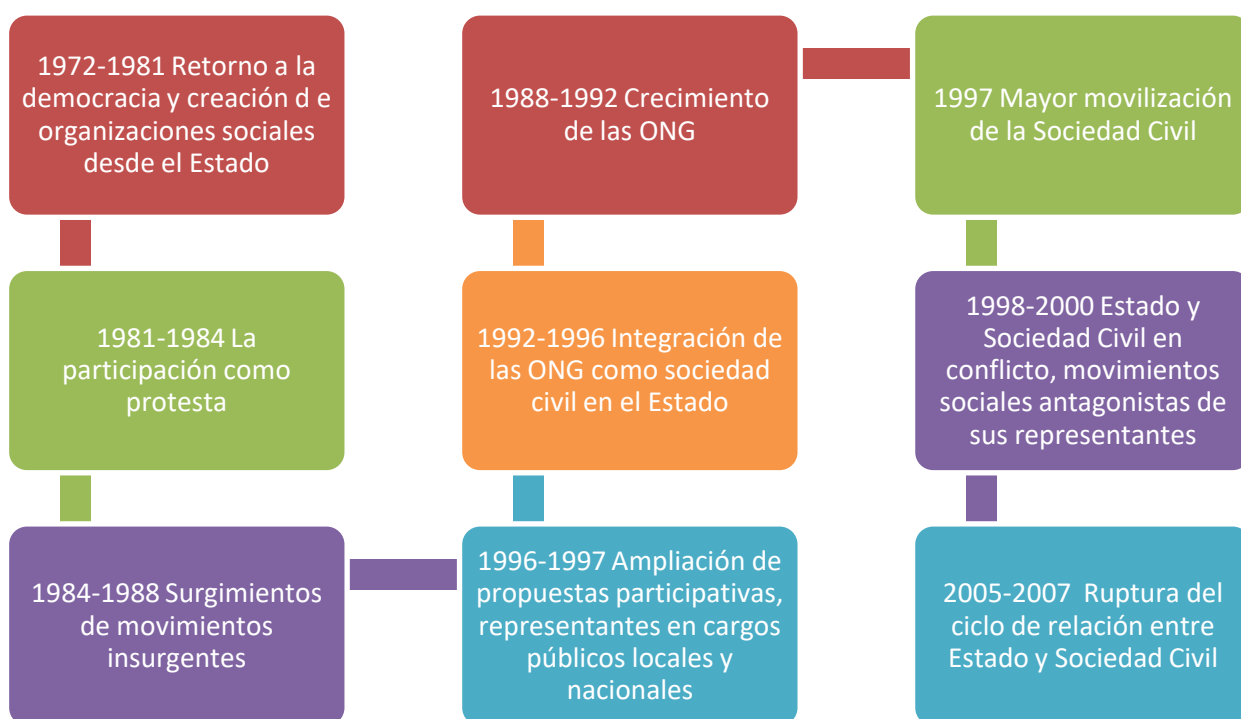 1972-1981 Retorno a la
democracia y creación d e
organizaciones sociales
desde el Estado
1981-1984 La
participación como
protesta
1984-1988 Surgimientos
de movimientos
insurgentes
1996-1997 Ampliación de
propuestas participativas,
representantes en cargos
públicos locales y
nacionales
1992-1996 Integración de
las ONG como sociedad
civil en el Estado
1988-1992 Crecimiento
de las ONG
1997 Mayor movilización
de la Sociedad Civil
1998-2000 Estado y
Sociedad Civil en
conflicto, movimientos
sociales antagonistas de
sus representantes
2005-2007 Ruptura del
ciclo de relación entre
Estado y Sociedad Civil